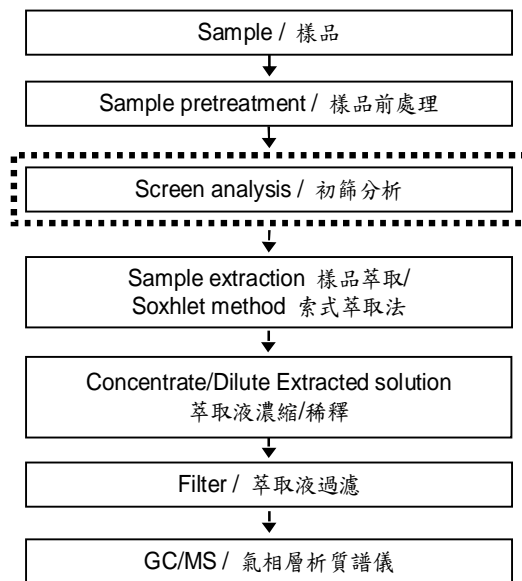 Sample / 樣品
Sample pretreatment / 樣品前處理
Screen analysis / 初篩分析
Sample extraction 樣品萃取/
Soxhlet method 索式萃取法
Concentrate/Dilute Extracted solution
萃取液濃縮/稀釋
Filter / 萃取液過濾
GC/MS / 氣相層析質譜儀